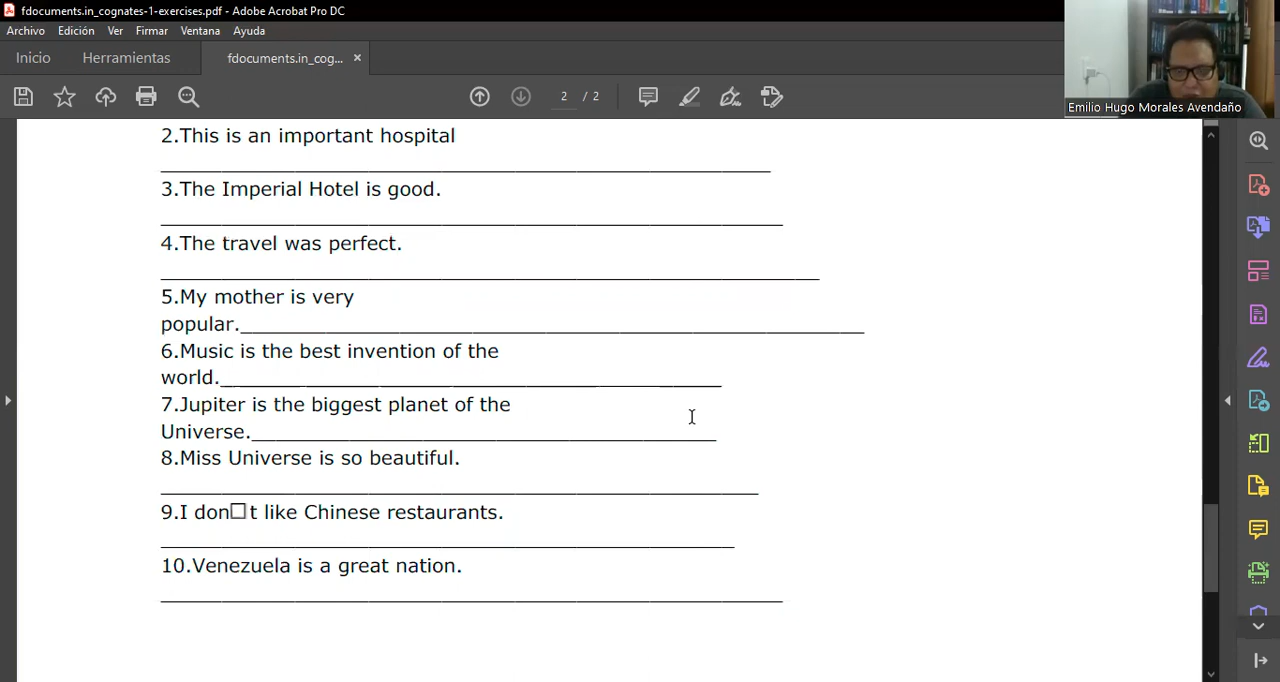 fdocuments.in_cognates-1-exercises.pdf - Adobe Acrobat Pro DC
Archivo Edición Ver Firmar Ventana Ayuda
Inicio Herramientas fdocuments.in_cog... ×
2 / 2
Emilio Hugo Morales Avendaño
2.This is an important hospital
3.The Imperial Hotel is good.
4.The travel was perfect.
5.My mother is very
popular.
6.Music is the best invention of the
world.
7.Jupiter is the biggest planet of the
Universe.
8.Miss Universe is so beautiful.
9.I don□t like Chinese restaurants.
10.Venezuela is a great nation.